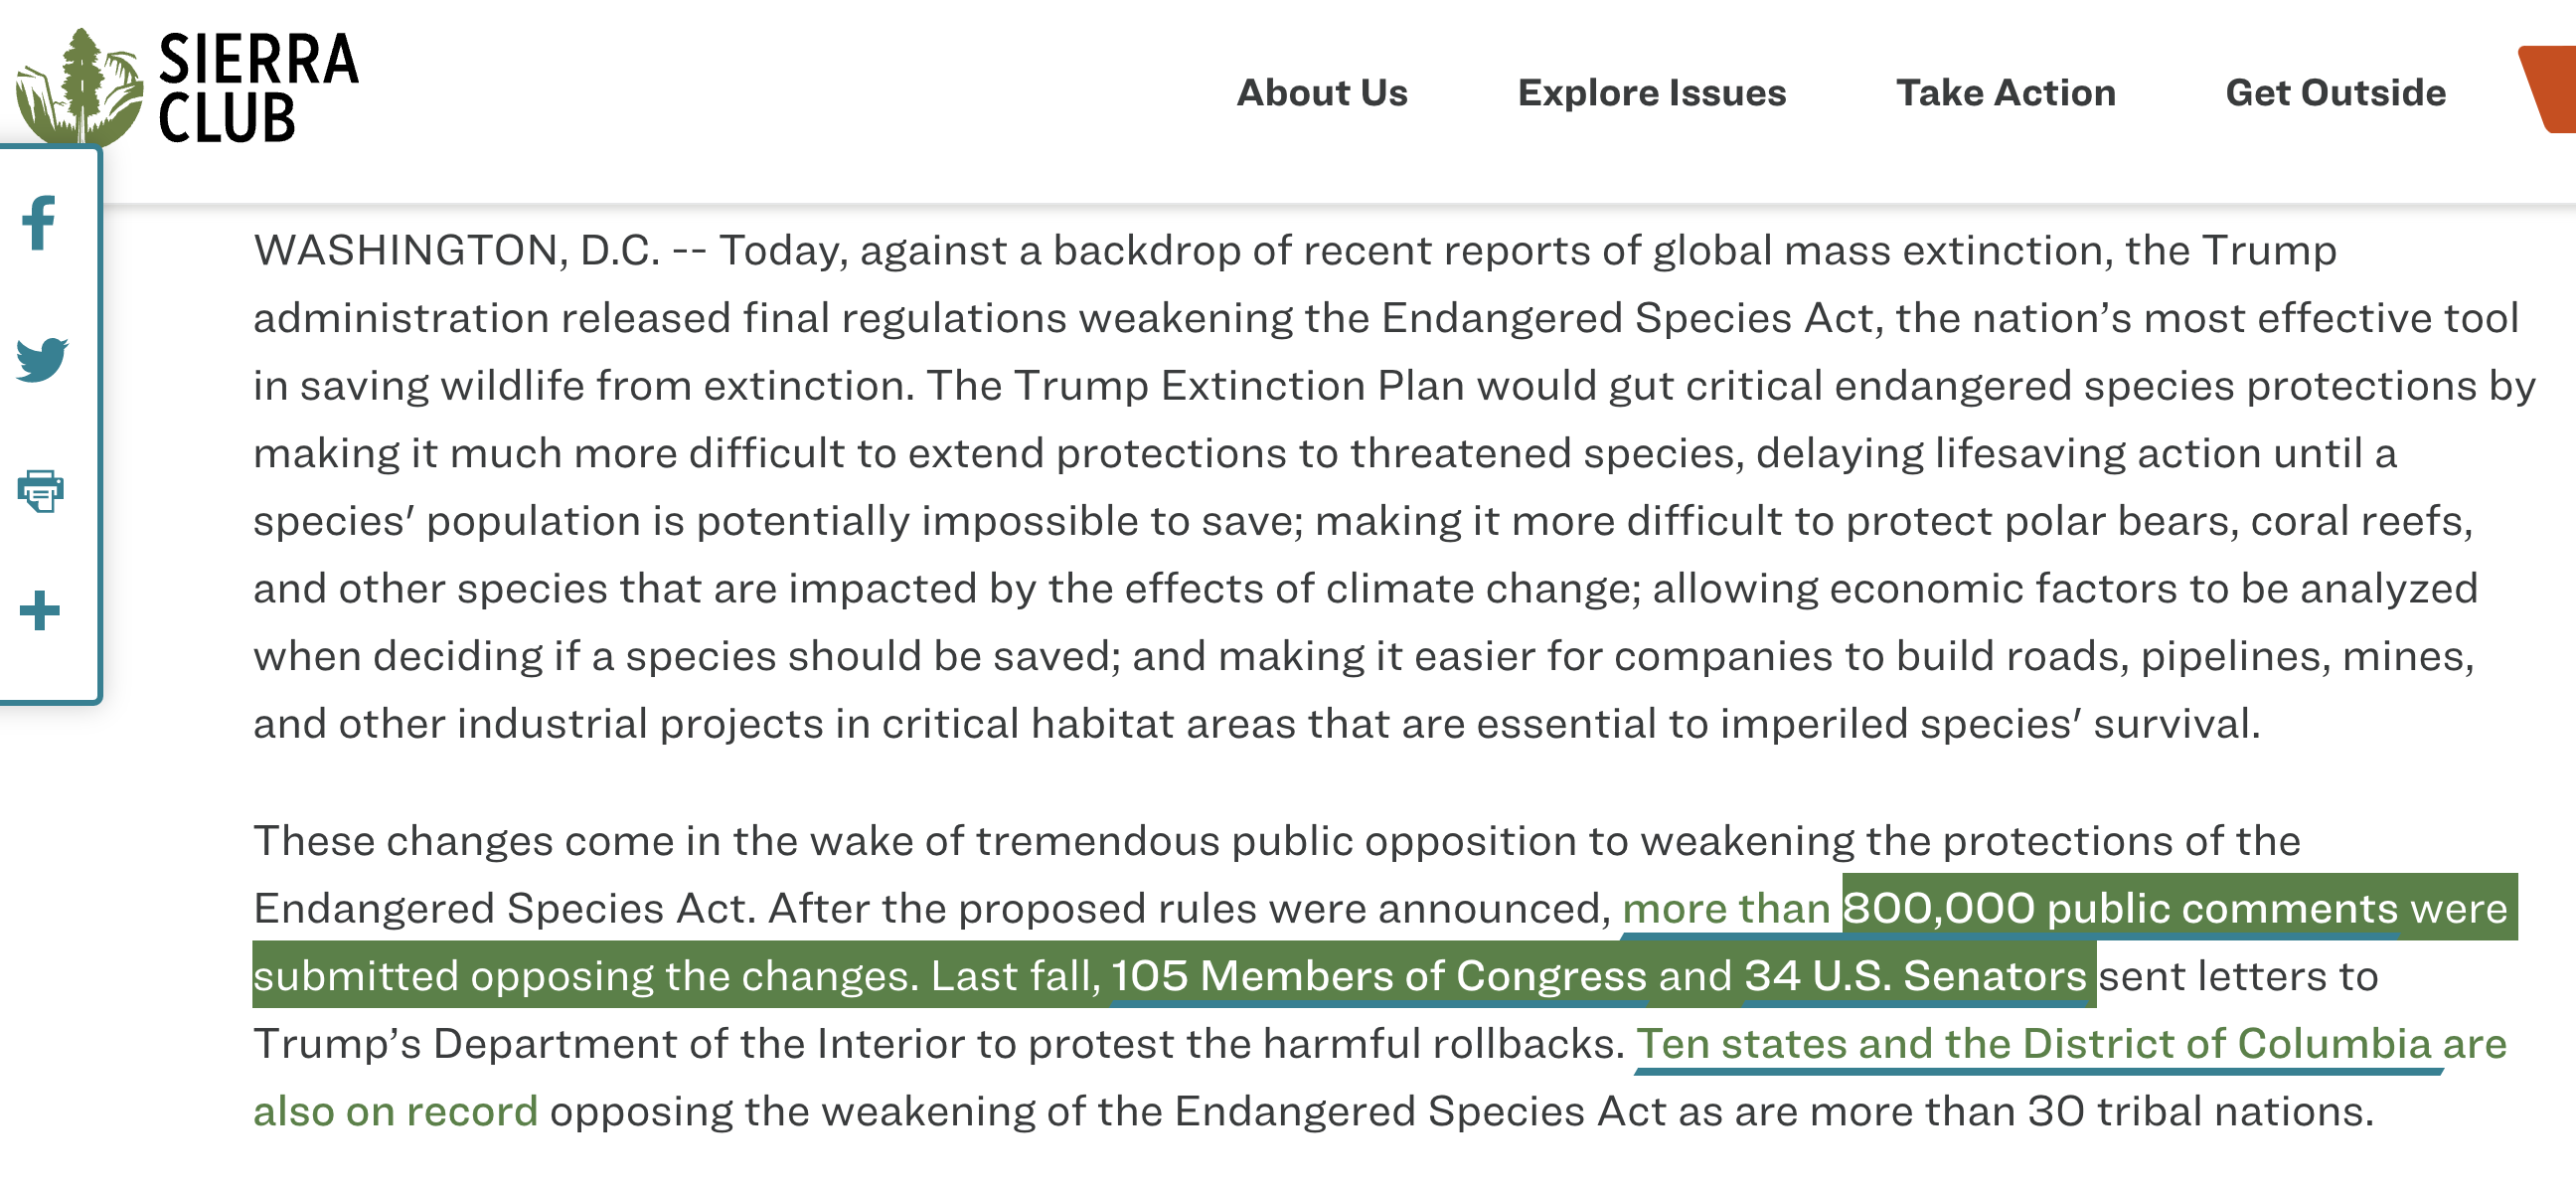 SIERRA
CLUB
About Us
Explore Issues
Take Action
Get Outside
WASHINGTON, D.C. -- Today, against a backdrop of recent reports of global mass extinction, the Trump
administration released final regulations weakening the Endangered Species Act, the nation’s most effective tool
in saving wildlife from extinction. The Trump Extinction Plan would gut critical endangered species protections by
making it much more difficult to extend protections to threatened species, delaying lifesaving action until a
species’ population is potentially impossible to save; making it more difficult to protect polar bears, coral reefs,
and other species that are impacted by the effects of climate change; allowing economic factors to be analyzed
when deciding if a species should be saved; and making it easier for companies to build roads, pipelines, mines,
and other industrial projects in critical habitat areas that are essential to imperiled species’ survival.
These changes come in the wake of tremendous public opposition to weakening the protections of the
Endangered Species Act. After the proposed rules were announced, more than 800,000 public comments were
submitted opposing the changes. Last fall, 105 Members of Congress and 34 U.S. Senators sent letters to
Trump’s Department of the Interior to protest the harmful rollbacks. Ten states and the District of Columbia are
also on record opposing the weakening of the Endangered Species Act as are more than 30 tribal nations.